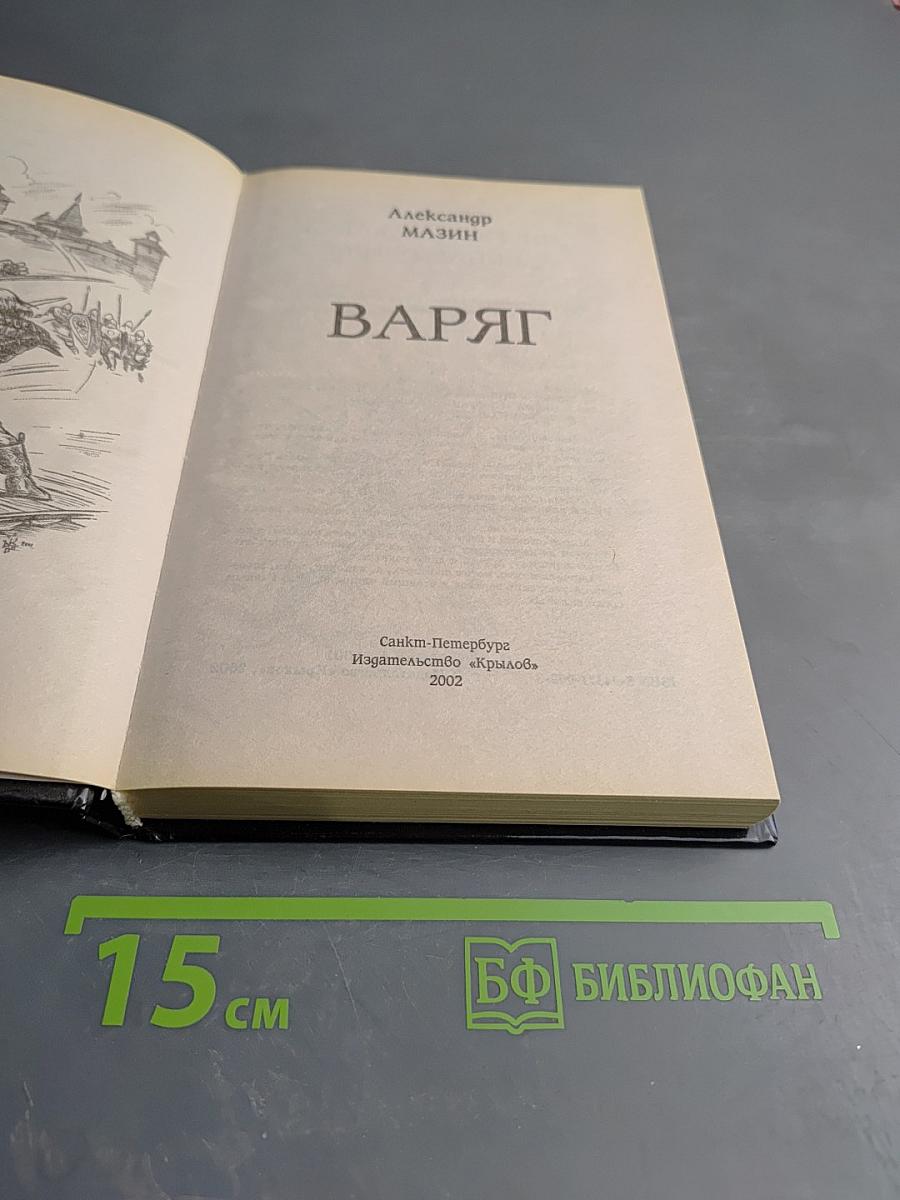 Александр
МАЗИН
ВАРЯГ
Санкт-Петербург
Издательство «Крылов»
2002
15 см
БФ БИБЛИОФАН